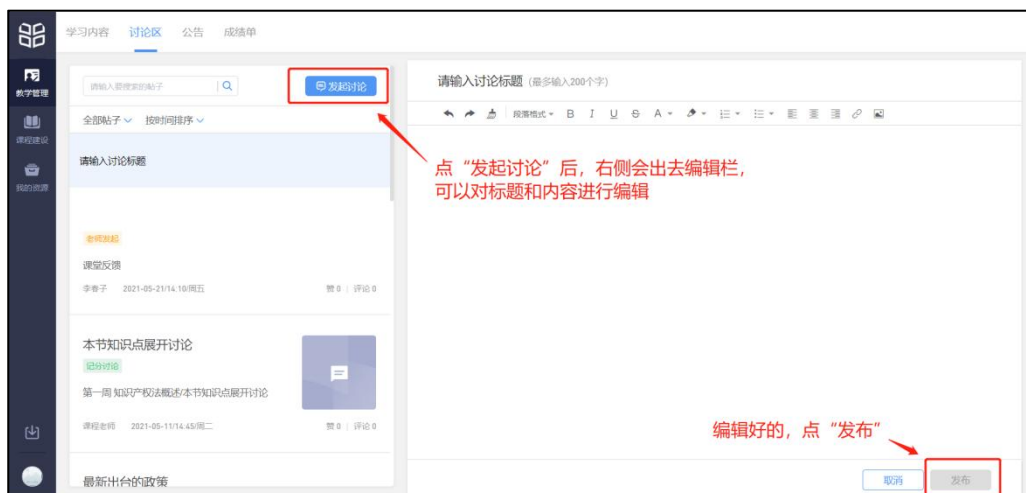 学习内容 讨论区 公告 成绩单
教学管理
课程建设
我的资源
请输入要搜索的帖子
发起讨论
全部帖子 按时间排序
请输入讨论标题
老师发起
课堂反馈
李春子 2021-05-21/14:10/周五 赞 0 | 评论 0
本节知识点展开讨论
记分讨论
第一周 知识产权法概述/本节知识点展开讨论
课程老师 2021-05-11/14:45/周二 赞 0 | 评论 0
最新出台的政策
请输入讨论标题 (最多输入200个字)
段落格式 B I U S A
点“发起讨论”后，右侧会出去编辑栏，
可以对标题和内容进行编辑
编辑好的，点“发布”
取消 发布